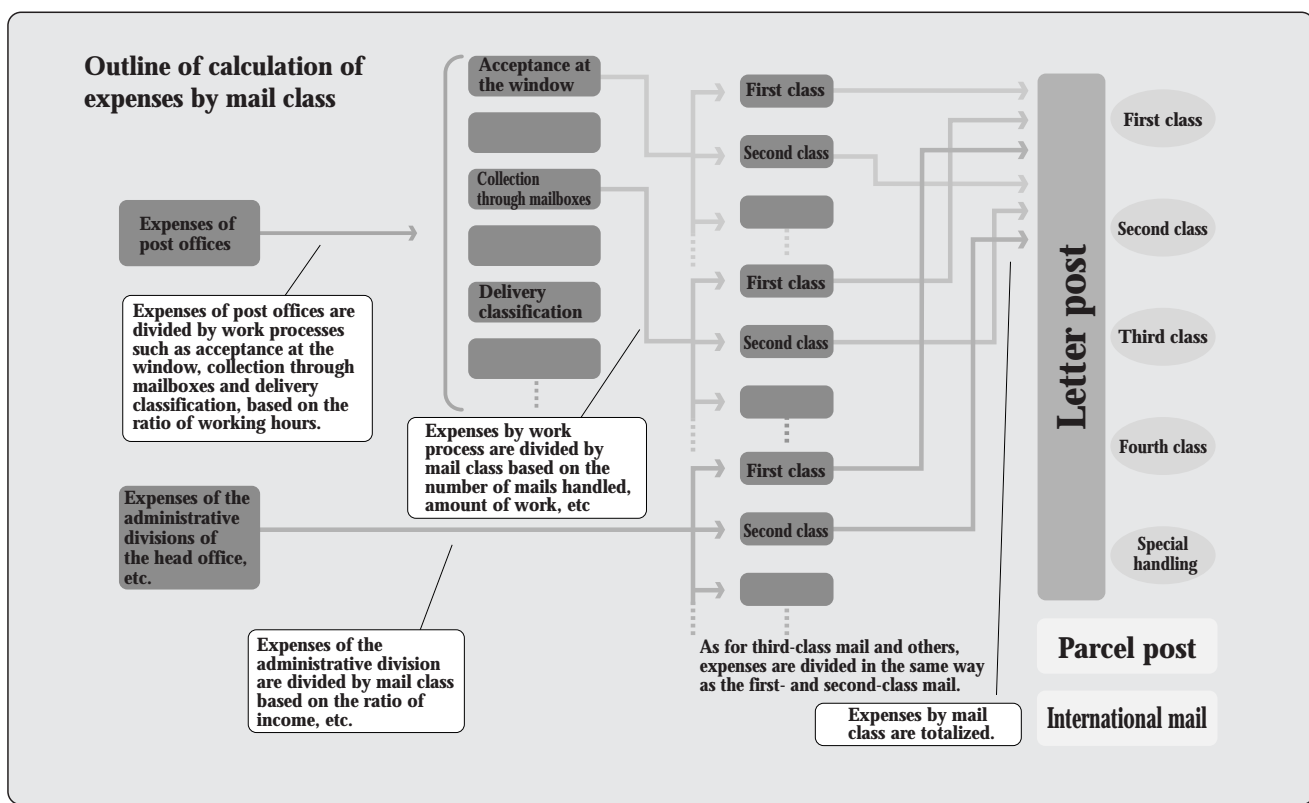 Outline of calculation of
expenses by mail class
Expenses of
post offices
Expenses of post offices are
divided by work processes
such as acceptance at the
window, collection through
mailboxes and delivery
classification, based on the
ratio of working hours.
Expenses of the
administrative
divisions of
the head office,
etc.
Expenses of the
administrative division
are divided by mail class
based on the ratio of
income, etc.
Acceptance at
the window
Collection
through mailboxes
Delivery
classification
Expenses by work
process are divided by
mail class based on the
number of mails handled,
amount of work, etc
First class
Second class
First class
Second class
First class
Second class
As for third-class mail and others,
expenses are divided in the same way
as the first- and second-class mail.
Expenses by mail
class are totalized.
Letter post
First class
Second class
Third class
Fourth class
Special
handling
Parcel post
International mail